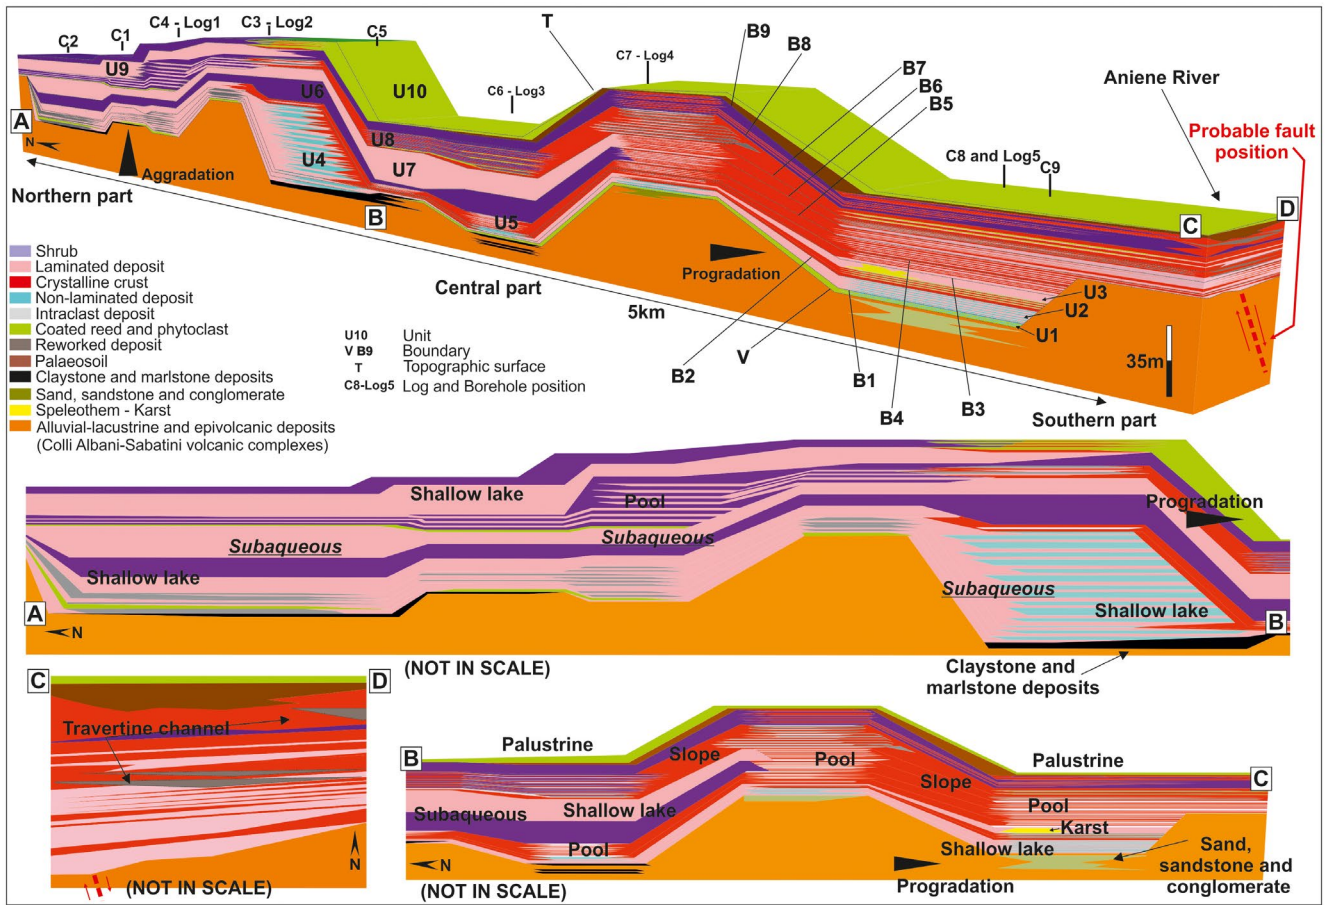 C2
C1
C4 - Log1
C3 - Log2
C5
T
C7 - Log4
B9
B8
B7
B6
B5
Aniene River
Probable fault
position
U9
U6
U10
C6 - Log3
A
N
Aggradation
U4
U8
U7
B
U5
C8 and Log5
C9
C
D
Northern part
Central part
5km
Progradation
U3
U2
U1
35m
B2
V
B1
B4
B3
Southern part
Shrub
Laminated deposit
Crystalline crust
Non-laminated deposit
Intraclast deposit
Coated reed and phytoclast
Reworked deposit
Palaeosoil
Claystone and marlstone deposits
Sand, sandstone and conglomerate
Speleothem - Karst
Alluvial-lacustrine and epivolcanic deposits
(Colli Albani-Sabatini volcanic complexes)
U10 Unit
V B9 Boundary
T Topographic surface
C8-Log5 Log and Borehole position
Shallow lake
Pool
Progradation
Subaqueous
Subaqueous
Shallow lake
Subaqueous
Shallow lake
A
B
N
(NOT IN SCALE)
Claystone and
marlstone deposits
C
D
Travertine channel
N
(NOT IN SCALE)
B
Palustrine
Slope
Pool
Slope
Palustrine
C
Subaqueous
Shallow lake
Pool
Pool
Karst
Shallow lake
N
Progradation
Sand,
sandstone and
conglomerate
(NOT IN SCALE)